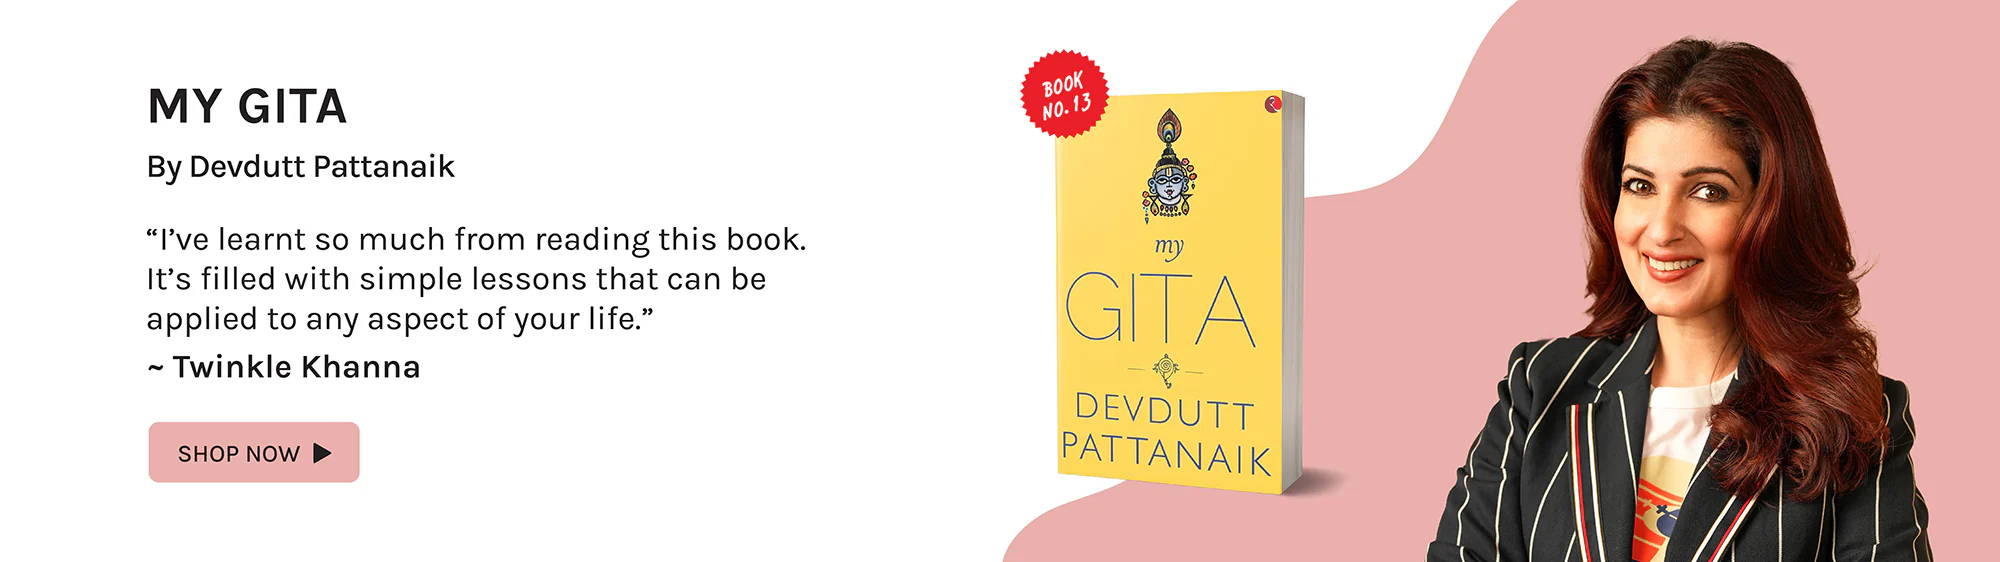 MY GITA
By Devdutt Pattanaik
“I’ve learnt so much from reading this book.
It’s filled with simple lessons that can be
applied to any aspect of your life.”
~ Twinkle Khanna
SHOP NOW
BOOK
NO. 13
my
GITA
DEVDUTT
PATTANAIK